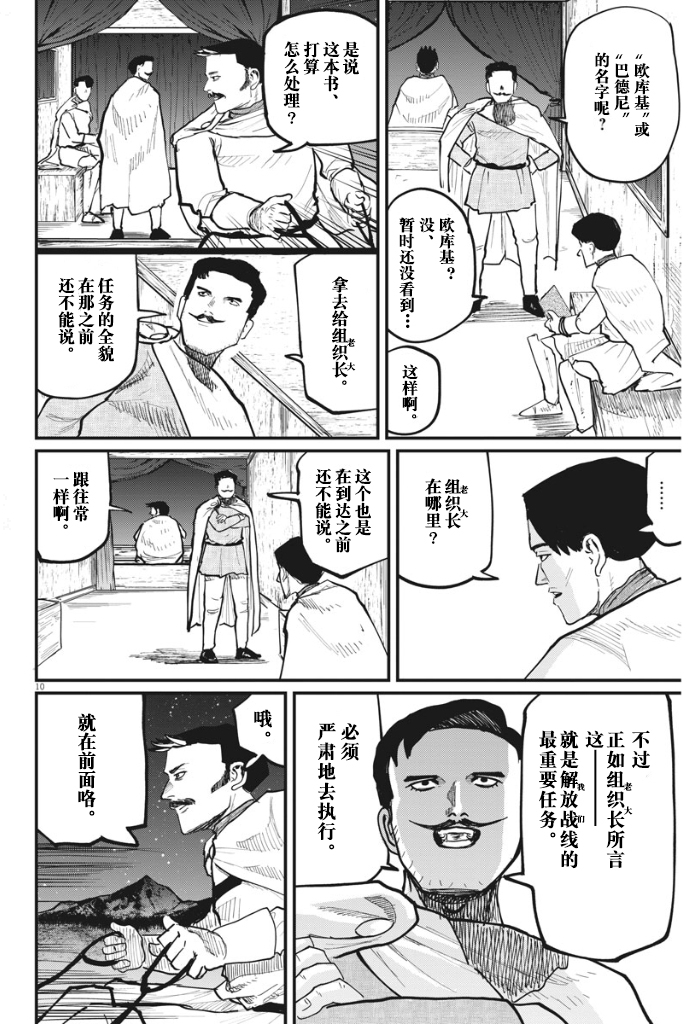 “欧库基”或
“巴德尼”
的名字呢？
欧库基？
没、
暂时还没看到…
这样啊。
是说
这本书、
打算
怎么处理？
拿去给组织长。
老大
任务的全貌
在那之前
还不能说。
……
组织长
老大
在哪里？
这个也是
在到达之前
还不能说。
跟往常
一样啊。
10
不过
正如组织长所言
老大
这——
就是解放战线的
我们
最重要任务。
必须
严肃地去执行。
哦。
就在前面咯。